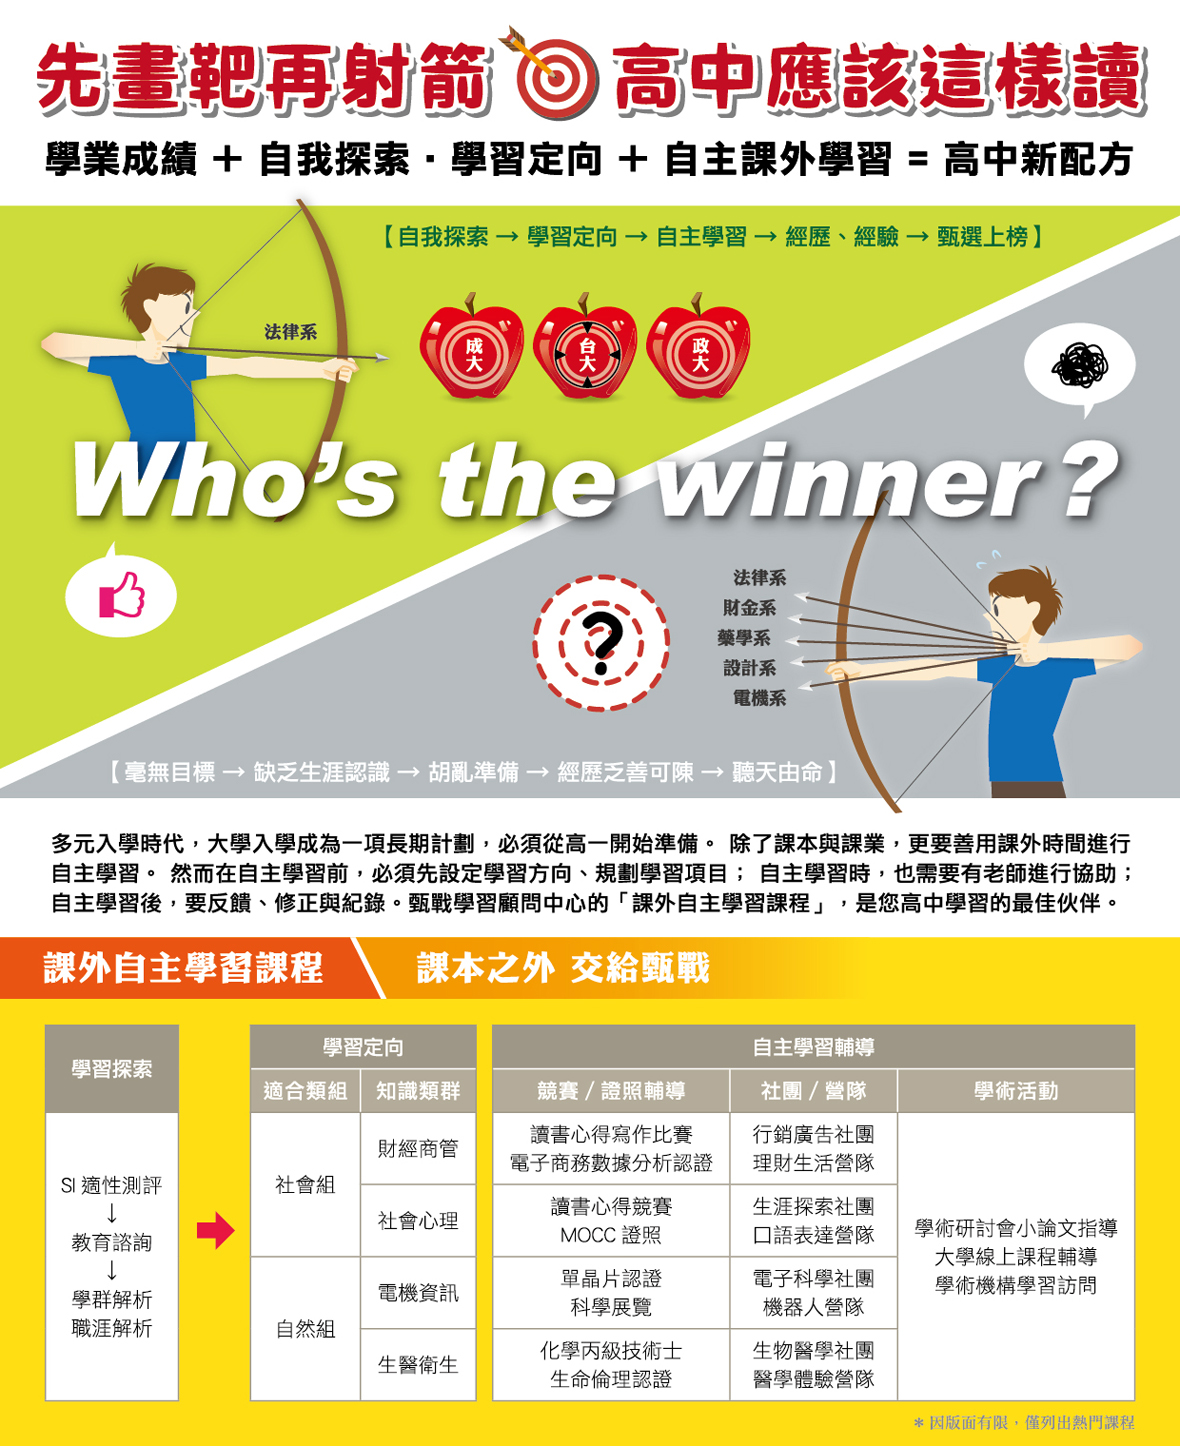 先畫靶再射箭 高中應該這樣讀
學業成績 + 自我探索・學習定向 + 自主課外學習 = 高中新配方
【自我探索 → 學習定向 → 自主學習 → 經歷、經驗 → 甄選上榜】
法律系
成大
台大
政大
Who's the winner?
法律系
財金系
藥學系
設計系
電機系
?
【毫無目標 → 缺乏生涯認識 → 胡亂準備 → 經歷乏善可陳 → 聽天由命】
多元入學時代，大學入學成為一項長期計劃，必須從高一開始準備。 除了課本與課業，更要善用課外時間進行
自主學習。 然而在自主學習前，必須先設定學習方向、規劃學習項目； 自主學習時，也需要有老師進行協助；
自主學習後，要反饋、修正與紀錄。甄戰學習顧問中心的「課外自主學習課程」，是您高中學習的最佳伙伴。
課外自主學習課程
課本之外 交給甄戰
學習探索
SI 適性測評
↓
教育諮詢
↓
學群解析
職涯解析
學習定向
適合類組
知識類群
社會組
財經商管
社會心理
自然組
電機資訊
生醫衛生
自主學習輔導
競賽 / 證照輔導
社團 / 營隊
學術活動
讀書心得寫作比賽
電子商務數據分析認證
行銷廣告社團
理財生活營隊
讀書心得競賽
MOCC 證照
生涯探索社團
口語表達營隊
單晶片認證
科學展覽
電子科學社團
機器人營隊
化學丙級技術士
生命倫理認證
生物醫學社團
醫學體驗營隊
學術研討會小論文指導
大學線上課程輔導
學術機構學習訪問
＊因版面有限，僅列出熱門課程